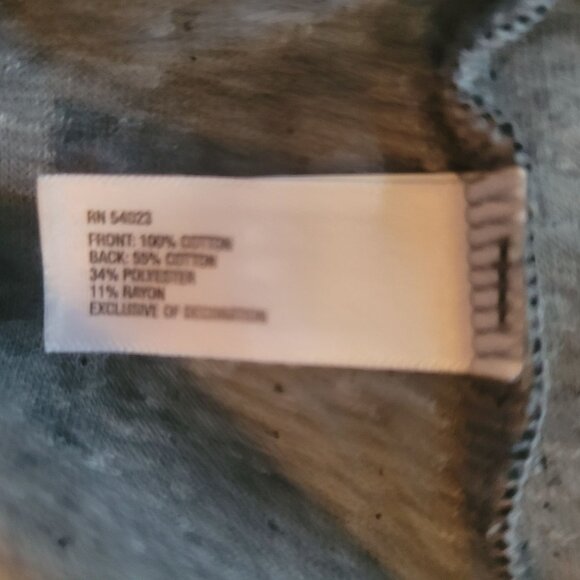 RN 54023
FRONT: 100% COTTON
BACK: 55% COTTON
34% POLYESTER
11% RAYON
EXCLUSIVE OF DECORATION